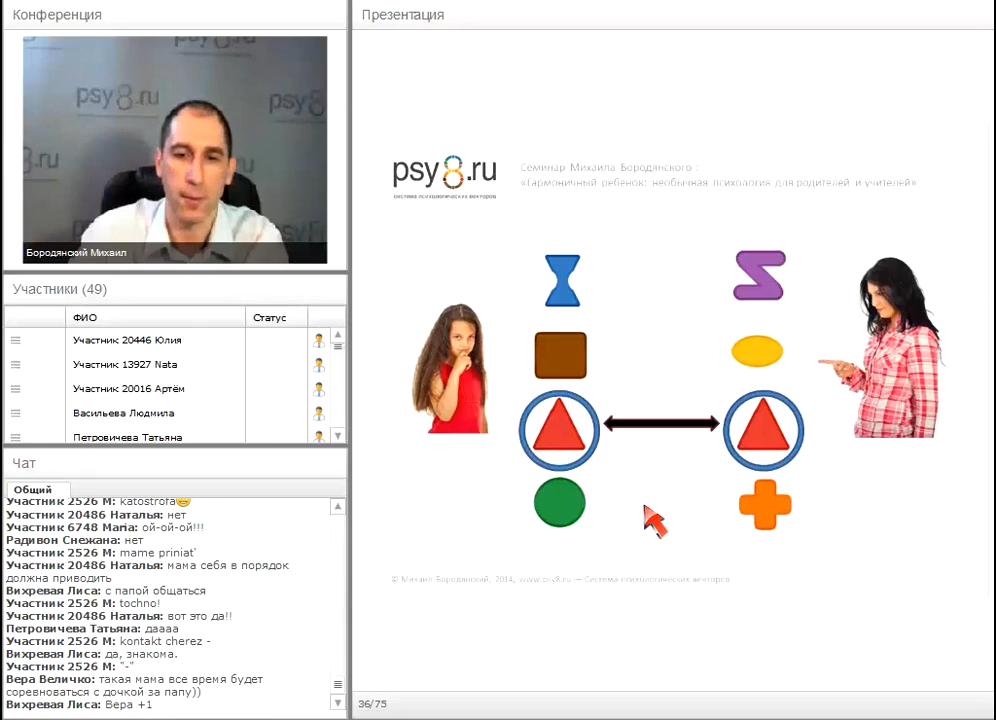 Конференция
psy8.ru
Бородянский Михаил
Участники (49)
ФИО
Статус
Участник 20446 Юлия
Участник 13927 Nata
Участник 20016 Артём
Васильева Людмила
Петровичева Татьяна
Чат
Общий
Участник 2526 М: katostrofa
Участник 20486 Наталья: нет
Участник 6748 Maria: ой-ой-ой!!!
Радивон Снежана: нет
Участник 2526 М: mame priniat'
Участник 20486 Наталья: мама себя в порядок
должна приводить
Вихревая Лиса: с папой общаться
Участник 2526 М: tochno!
Участник 20486 Наталья: вот это да!!
Петровичева Татьяна: даааа
Участник 2526 М: kontakt cherez -
Вихревая Лиса: да, знакома.
Участник 2526 М: "-"
Вера Величко: такая мама все время будет
соревноваться с дочкой за папу))
Вихревая Лиса: Вера +1
Презентация
psy8.ru
система психологических векторов
Семинар Михаила Бородянского :
«Гармоничный ребенок: необычная психология для родителей и учителей»
© Михаил Бородянский, 2014, www.psy8.ru — Система психологических векторов
36/75